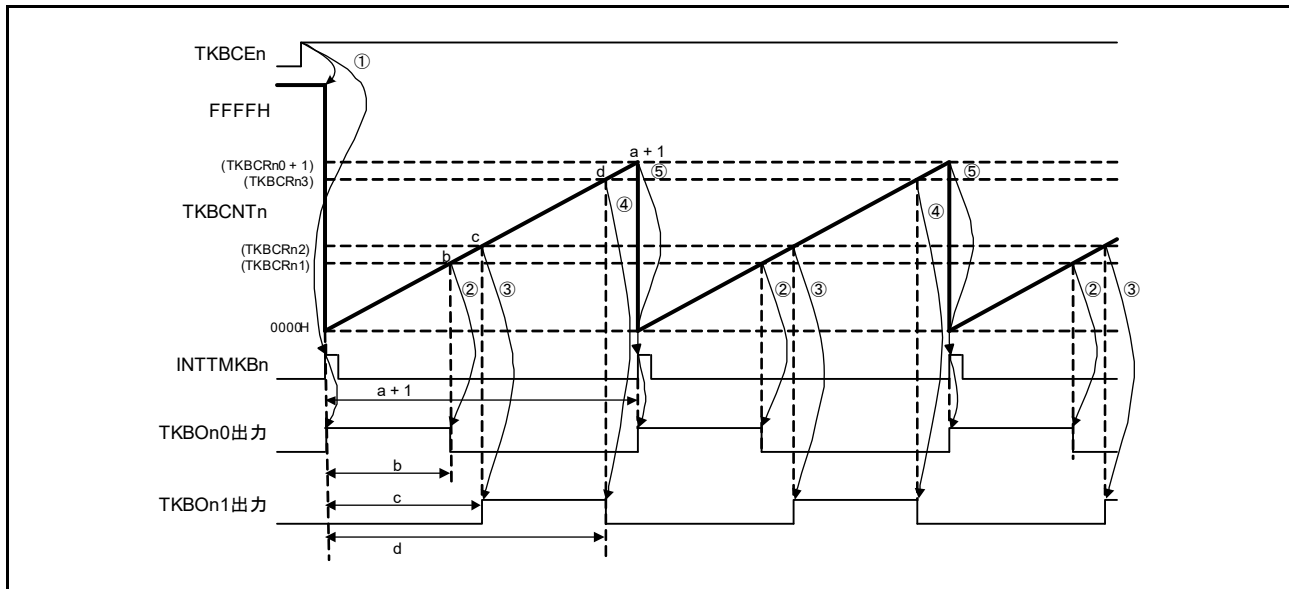 TKBCEn
①
FFFFH
(TKBCRn0 + 1)
a + 1
(TKBCRn3)
d
⑤
⑤
④
④
TKBCNTn
(TKBCRn2)
c
(TKBCRn1)
b
②
③
②
③
②
③
0000H
INTTMKBn
a + 1
TKBOn0出力
b
c
TKBOn1出力
d